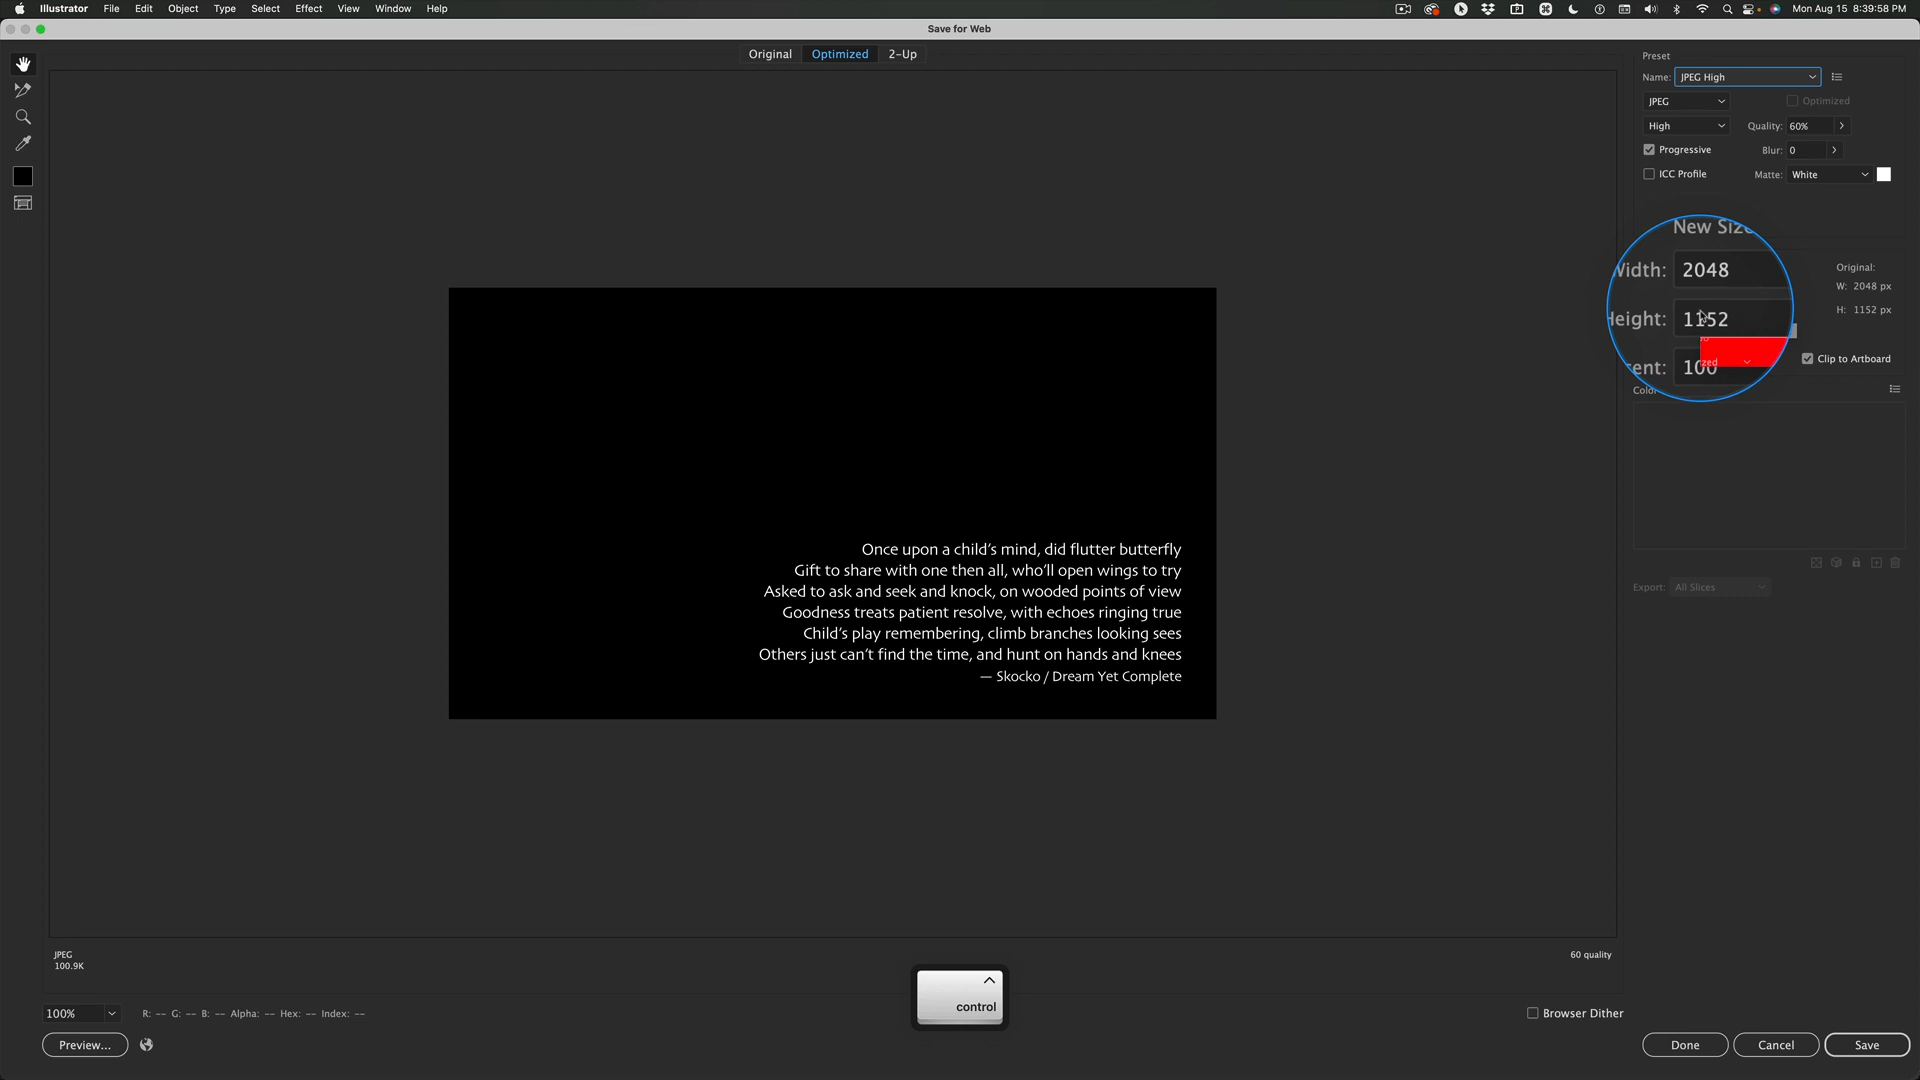 Illustrator File Edit Object Type Select Effect View Window Help Mon Aug 15 8:39:58 PM
Save for Web
Original Optimized 2-Up
Preset
Name: JPEG High
JPEG Optimized
High Quality: 60%
Progressive Blur: 0
ICC Profile Matte: White
New Size
Width: 2048
Height: 1152
100
Original:
W: 2048 px
H: 1152 px
Clip to Artboard
Color
Export: All Slices
Once upon a child's mind, did flutter butterfly
Gift to share with one then all, who'll open wings to try
Asked to ask and seek and knock, on wooded points of view
Goodness treats patient resolve, with echoes ringing true
Child's play remembering, climb branches looking sees
Others just can't find the time, and hunt on hands and knees
— Skocko / Dream Yet Complete
JPEG
100.9K
60 quality
control
100% R: -- G: -- B: -- Alpha: -- Hex: -- Index: --
Browser Dither
Preview... Done Cancel Save